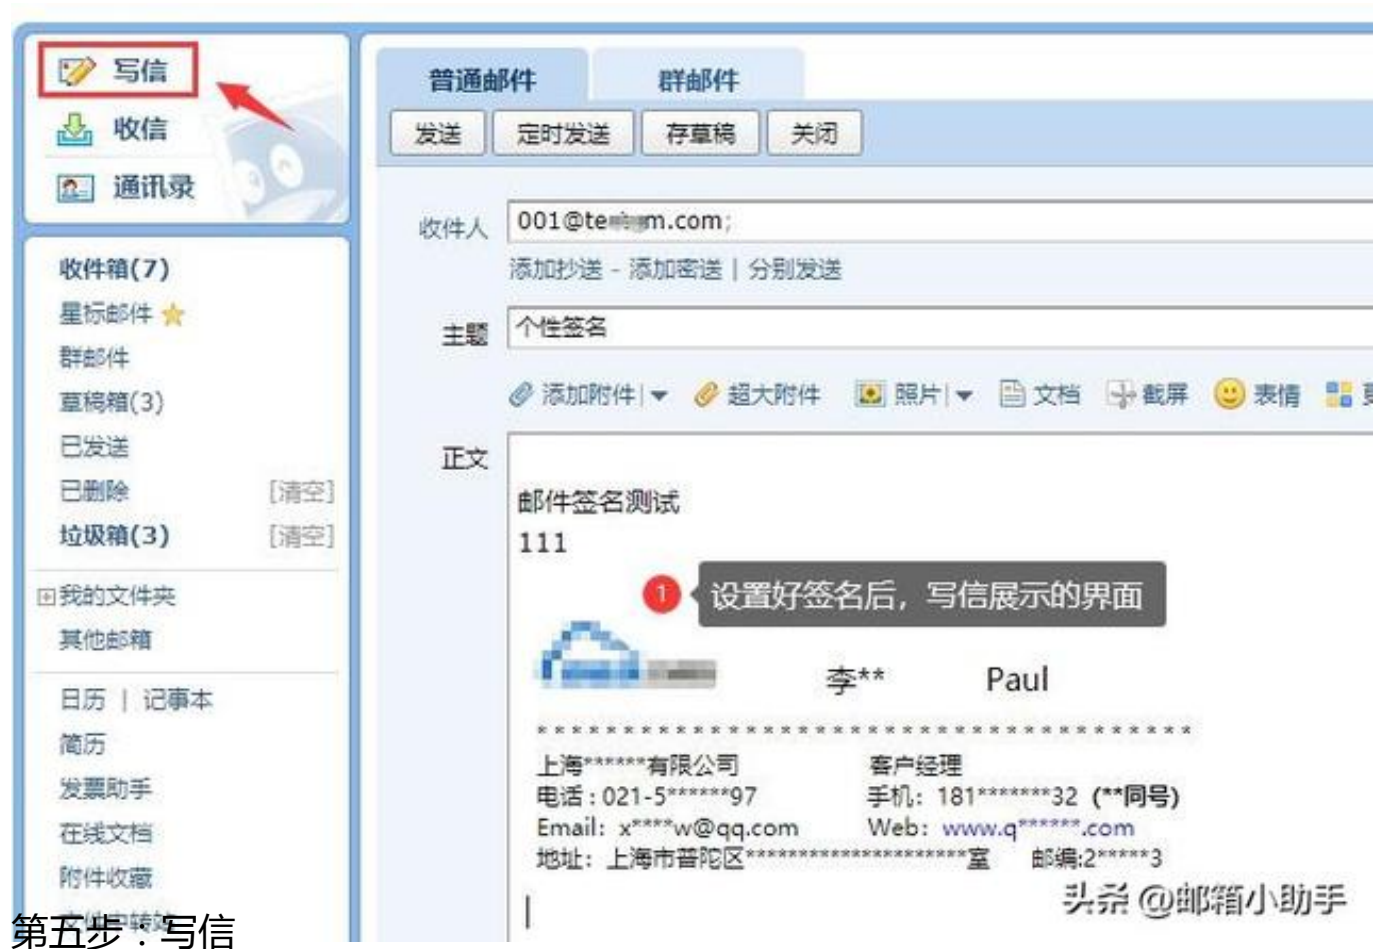 写信
收信
通讯录
收件箱(7)
星标邮件
群邮件
草稿箱(3)
已发送
已删除 [清空]
垃圾箱(3) [清空]
我的文件夹
其他邮箱
日历 | 记事本
简历
发票助手
在线文档
附件收藏
文件中转站
第五步：写信
普通邮件 群邮件
发送 定时发送 存草稿 关闭
收件人 001@te m.com;
添加抄送 - 添加密送 | 分别发送
主题 个性签名
添加附件| 超大附件 照片| 文档 截屏 表情
正文
邮件签名测试
111
1 设置好签名后，写信展示的界面
李** Paul
* * * * * * * * * * * * * * * * * * * * * * * * * * * * * * * * * * * * * *
上海******有限公司 客户经理
电话：021-5******97 手机：181*******32 (**同号)
Email：x****w@qq.com Web：www.q******.com
地址：上海市普陀区*********************室 邮编:2*****3
头条 @邮箱小助手